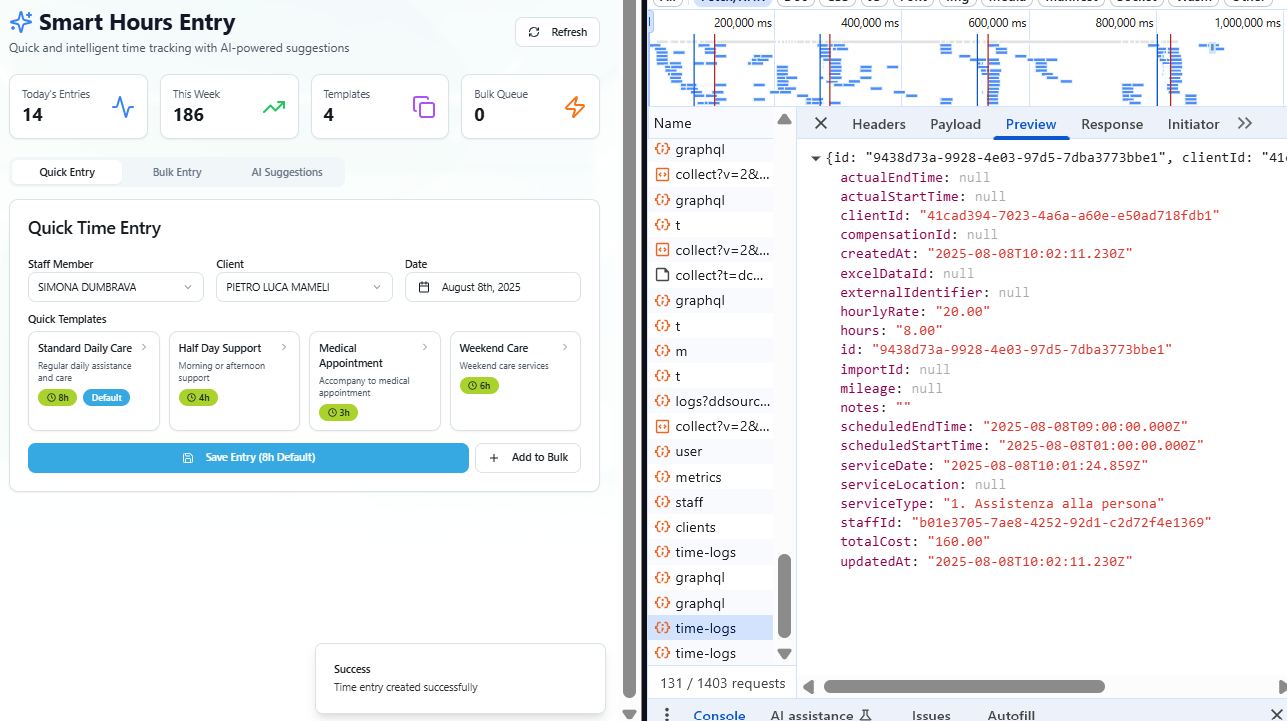 Smart Hours Entry
Quick and intelligent time tracking with AI-powered suggestions
Refresh
Today's Entries
14
This Week
186
Templates
4
Bulk Queue
0
Quick Entry
Bulk Entry
AI Suggestions
Quick Time Entry
Staff Member
Client
Date
SIMONA DUMBRAVA
PIETRO LUCA MAMELI
August 8th, 2025
Quick Templates
Standard Daily Care
Regular daily assistance
and care
8h
Default
Half Day Support
Morning or afternoon
support
4h
Medical
Appointment
Accompany to medical
appointment
3h
Weekend Care
Weekend care services
6h
Save Entry (8h Default)
Add to Bulk
Success
Time entry created successfully
200,000 ms
400,000 ms
600,000 ms
800,000 ms
1,000,000 ms
Name
graphql
collect?v=2&...
graphql
t
collect?v=2&...
collect?t=dc...
graphql
t
m
t
logs?ddsourc...
collect?v=2&...
user
metrics
staff
clients
time-logs
graphql
graphql
time-logs
time-logs
131 / 1403 requests
Headers
Payload
Preview
Response
Initiator
{id: "9438d73a-9928-4e03-97d5-7dba3773bbe1", clientId: "41
actualEndTime: null
actualStartTime: null
clientId: "41cad394-7023-4a6a-a60e-e50ad718fdb1"
compensationId: null
createdAt: "2025-08-08T10:02:11.230Z"
excelDataId: null
externalIdentifier: null
hourlyRate: "20.00"
hours: "8.00"
id: "9438d73a-9928-4e03-97d5-7dba3773bbe1"
importId: null
mileage: null
notes: ""
scheduledEndTime: "2025-08-08T09:00:00.000Z"
scheduledStartTime: "2025-08-08T01:00:00.000Z"
serviceDate: "2025-08-08T10:01:24.859Z"
serviceLocation: null
serviceType: "1. Assistenza alla persona"
staffId: "b01e3705-7ae8-4252-92d1-c2d72f4e1369"
totalCost: "160.00"
updatedAt: "2025-08-08T10:02:11.230Z"
Console
AI assistance
Issues
Autofill